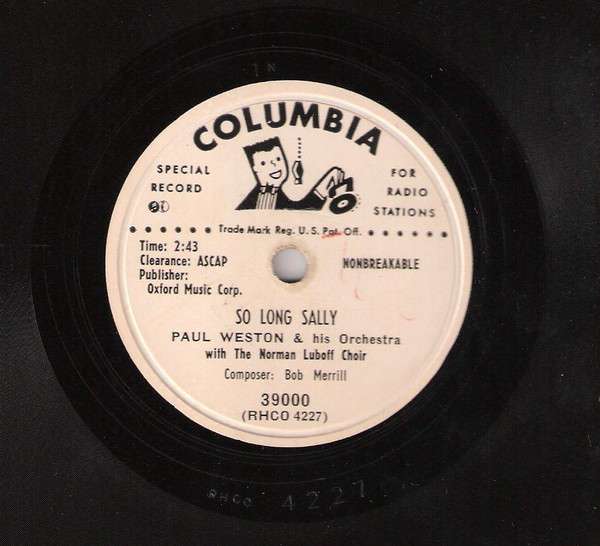 1N
COLUMBIA
SPECIAL
RECORD
FOR
RADIO
STATIONS
Trade Mark Reg. U.S. Pat. Off.
Time: 2:43
Clearance: ASCAP
Publisher:
Oxford Music Corp.
NONBREAKABLE
SO LONG SALLY
PAUL WESTON & his Orchestra
with The Norman Luboff Choir
Composer: Bob Merrill
39000
(RHCO 4227)
RHCO 4227